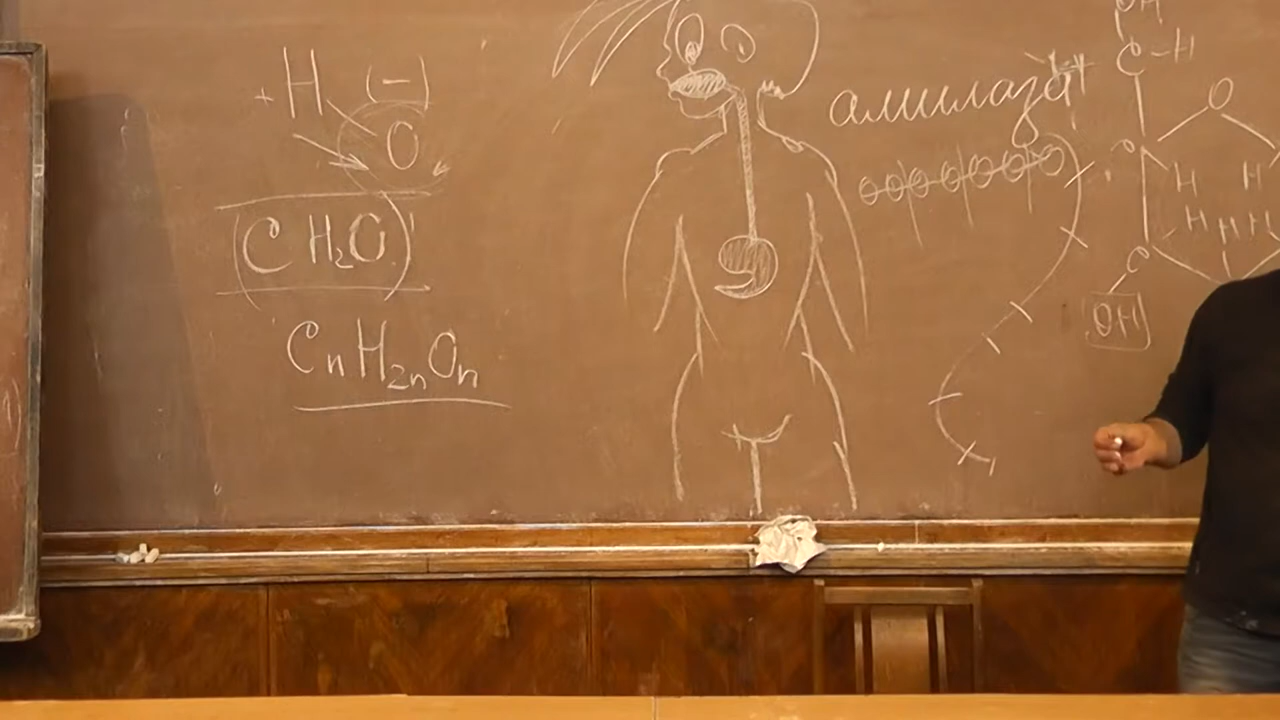 + H (-)
O
(CH₂O)
CₙH₂ₙOₙ
амилаза
OH
C-H
O
H H
H H H
C
OH